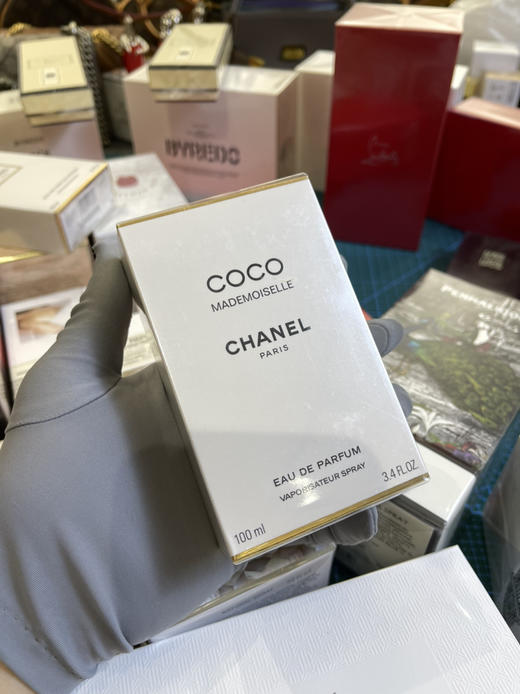 COCO
MADEMOISELLE
CHANEL
PARIS
EAU DE PARFUM
VAPORISATEUR SPRAY
100 ml
3.4 FL.OZ.